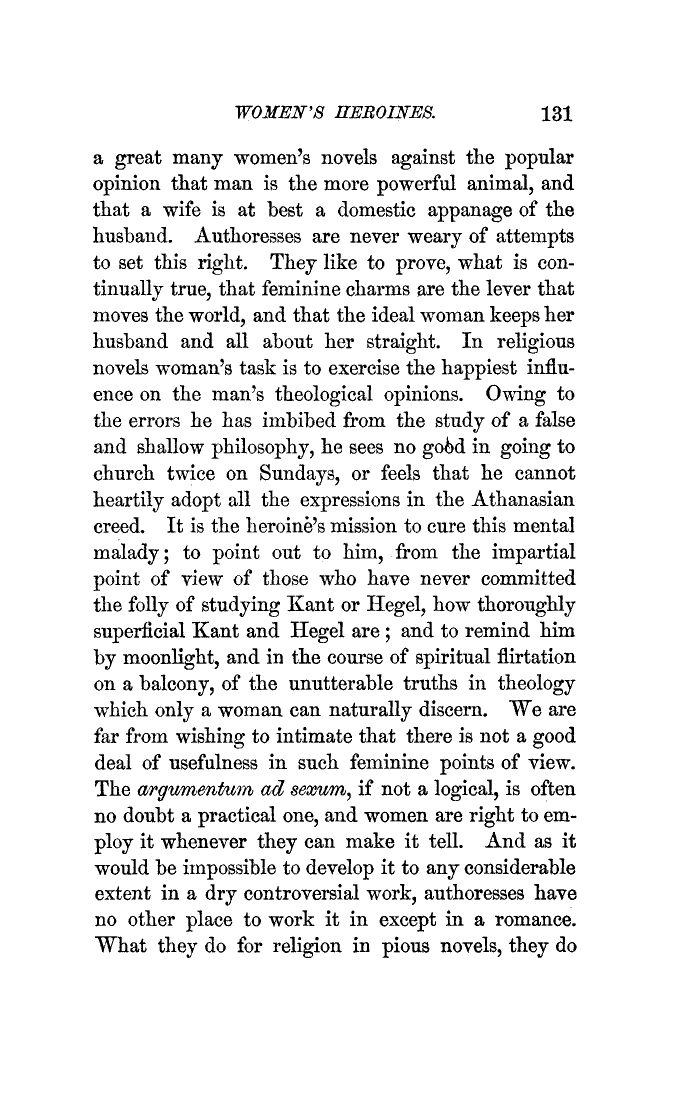 WOMEN'S HEROINES. 131
a great many women's novels against the popular
opinion that man is the more powerful animal, and
that a wife is at best a domestic appanage of the
husband. Authoresses are never weary of attempts
to set this right. They like to prove, what is con-
tinually true, that feminine charms are the lever that
moves the world, and that the ideal woman keeps her
husband and all about her straight. In religious
novels woman's task is to exercise the happiest influ-
ence on the man's theological opinions. Owing to
the errors he has imbibed from the study of a false
and shallow philosophy, he sees no good in going to
church twice on Sundays, or feels that he cannot
heartily adopt all the expressions in the Athanasian
creed. It is the heroine's mission to cure this mental
malady; to point out to him, from the impartial
point of view of those who have never committed
the folly of studying Kant or Hegel, how thoroughly
superficial Kant and Hegel are; and to remind him
by moonlight, and in the course of spiritual flirtation
on a balcony, of the unutterable truths in theology
which only a woman can naturally discern. We are
far from wishing to intimate that there is not a good
deal of usefulness in such feminine points of view.
The argumentum ad sexum, if not a logical, is often
no doubt a practical one, and women are right to em-
ploy it whenever they can make it tell. And as it
would be impossible to develop it to any considerable
extent in a dry controversial work, authoresses have
no other place to work it in except in a romance.
What they do for religion in pious novels, they do